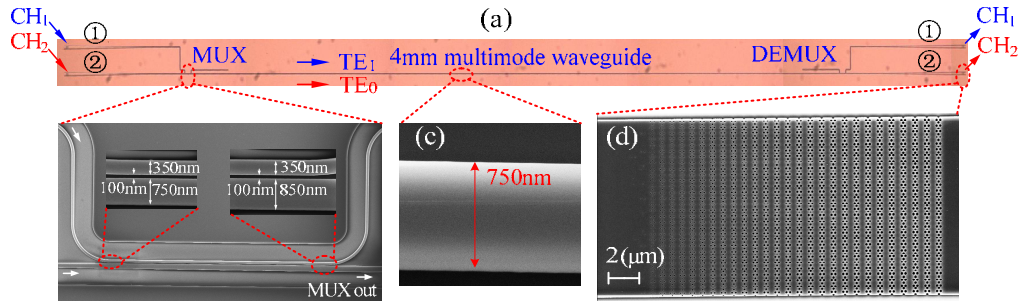 (a)
CH₁ ① CH₁
CH₂ ② MUX TE₁ 4mm multimode waveguide DEMUX ② ① CH₂
TE₀
350nm 350nm
100nm 750nm 100nm 850nm
MUX out
(c)
750nm
(d)
2 (μm)